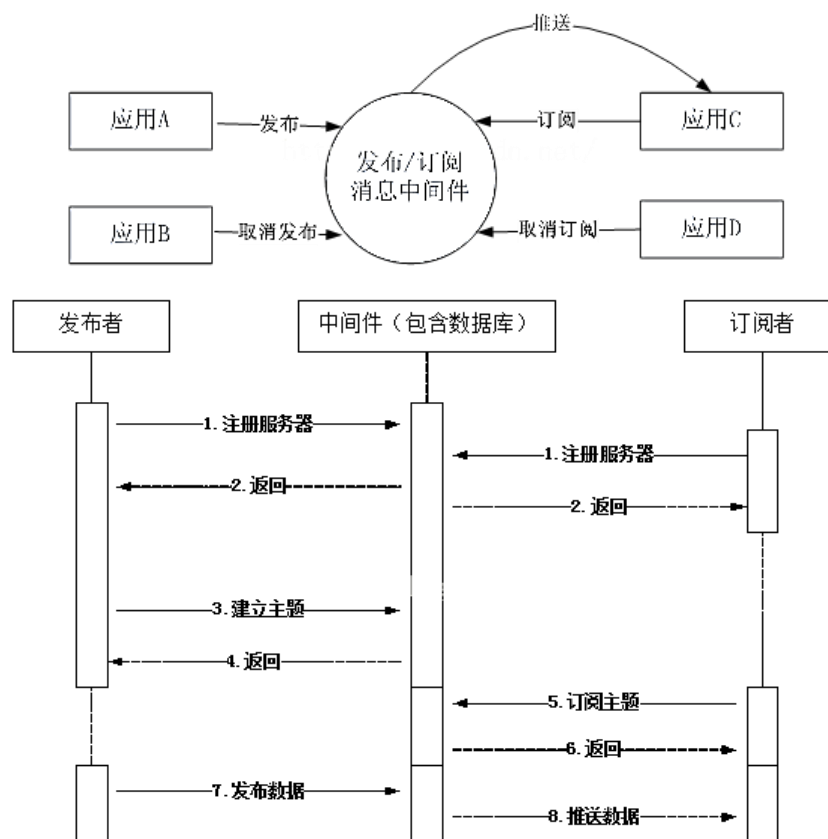 推送
应用A
发布
订阅
应用C
发布/订阅
消息中间件
应用B
取消发布
取消订阅
应用D
发布者
中间件（包含数据库）
订阅者
1.注册服务器
1.注册服务器
2.返回
2.返回
3.建立主题
4.返回
5.订阅主题
6.返回
7.发布数据
8.推送数据